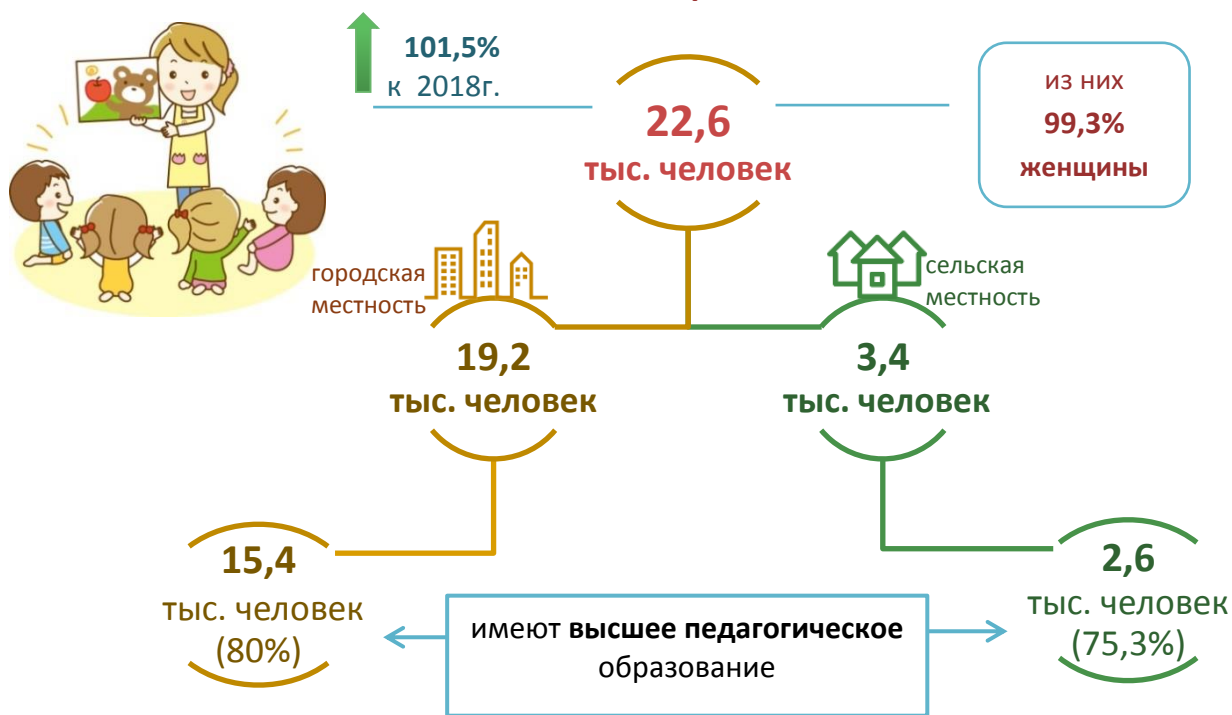 101,5%
к 2018г.
22,6
тыс. человек
из них
99,3%
женщины
городская
местность
сельская
местность
19,2
тыс. человек
3,4
тыс. человек
15,4
тыс. человек
(80%)
2,6
тыс. человек
(75,3%)
имеют высшее педагогическое
образование